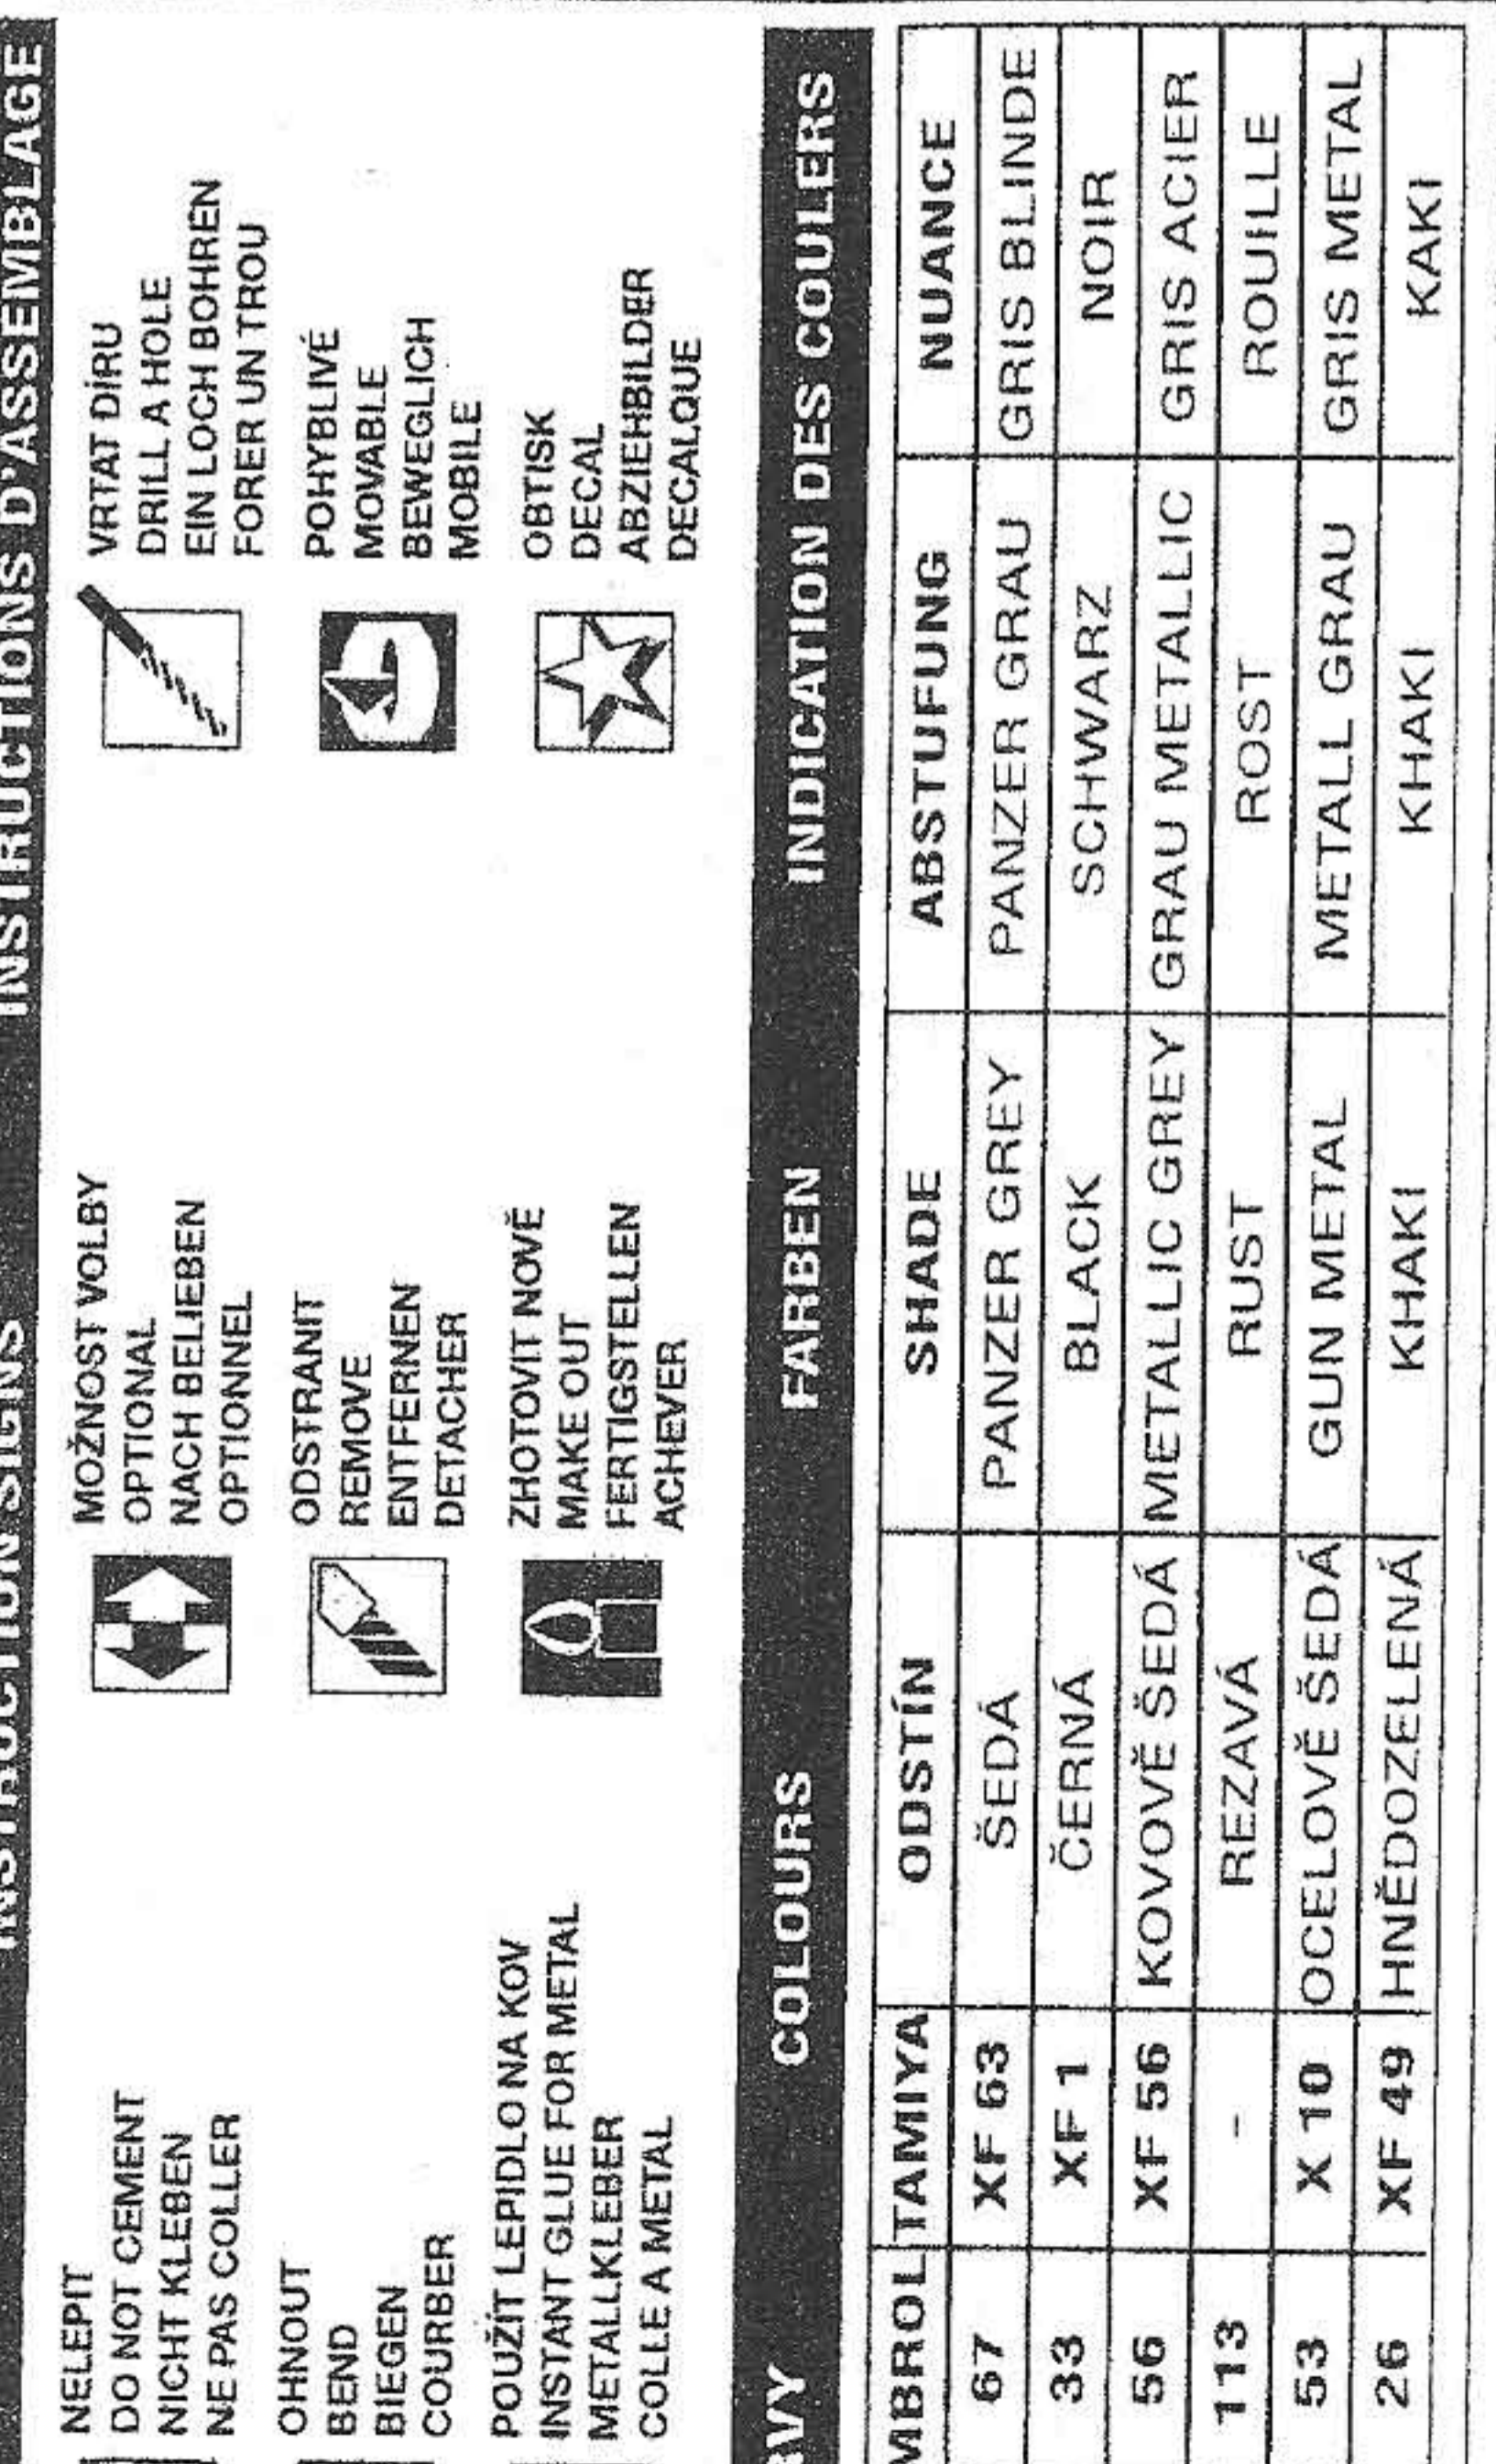 INSTRUCTION SIGNS INSTRUCTIONS D'ASSEMBLAGE
NELEPIT
DO NOT CEMENT
NICHT KLEBEN
NE PAS COLLER
MOŽNOST VOLBY
OPTIONAL
NACH BELIEBEN
OPTIONNEL
VRTAT DÍRU
DRILL A HOLE
EIN LOCH BOHREN
FORER UN TROU
OHNOUT
BEND
BIEGEN
COURBER
ODSTRANIT
REMOVE
ENTFERNEN
DETACHER
POHYBLIVÉ
MOVABLE
BEWEGLICH
MOBILE
POUŽÍT LEPIDLO NA KOV
INSTANT GLUE FOR METAL
METALLKLEBER
COLLE A METAL
ZHOTOVIT NOVĚ
MAKE OUT
FERTIGSTELLEN
ACHEVER
OBTISK
DECAL
ABZIEHBILDER
DECALQUE
RVY COLOURS FARBEN INDICATION DES COULERS
MBROL TAMIYA ODSTÍN SHADE ABSTUFUNG NUANCE
67 XF 63 ŠEDÁ PANZER GREY PANZER GRAU GRIS BLINDE
33 XF 1 ČERNÁ BLACK SCHWARZ NOIR
56 XF 56 KOVOVĚ ŠEDÁ METALLIC GREY GRAU METALLIC GRIS ACIER
113 - REZAVÁ RUST ROST ROUILLE
53 X 10 OCELOVĚ ŠEDÁ GUN METAL METALL GRAU GRIS METAL
26 XF 49 HNĚDOZELENÁ KHAKI KHAKI KAKI